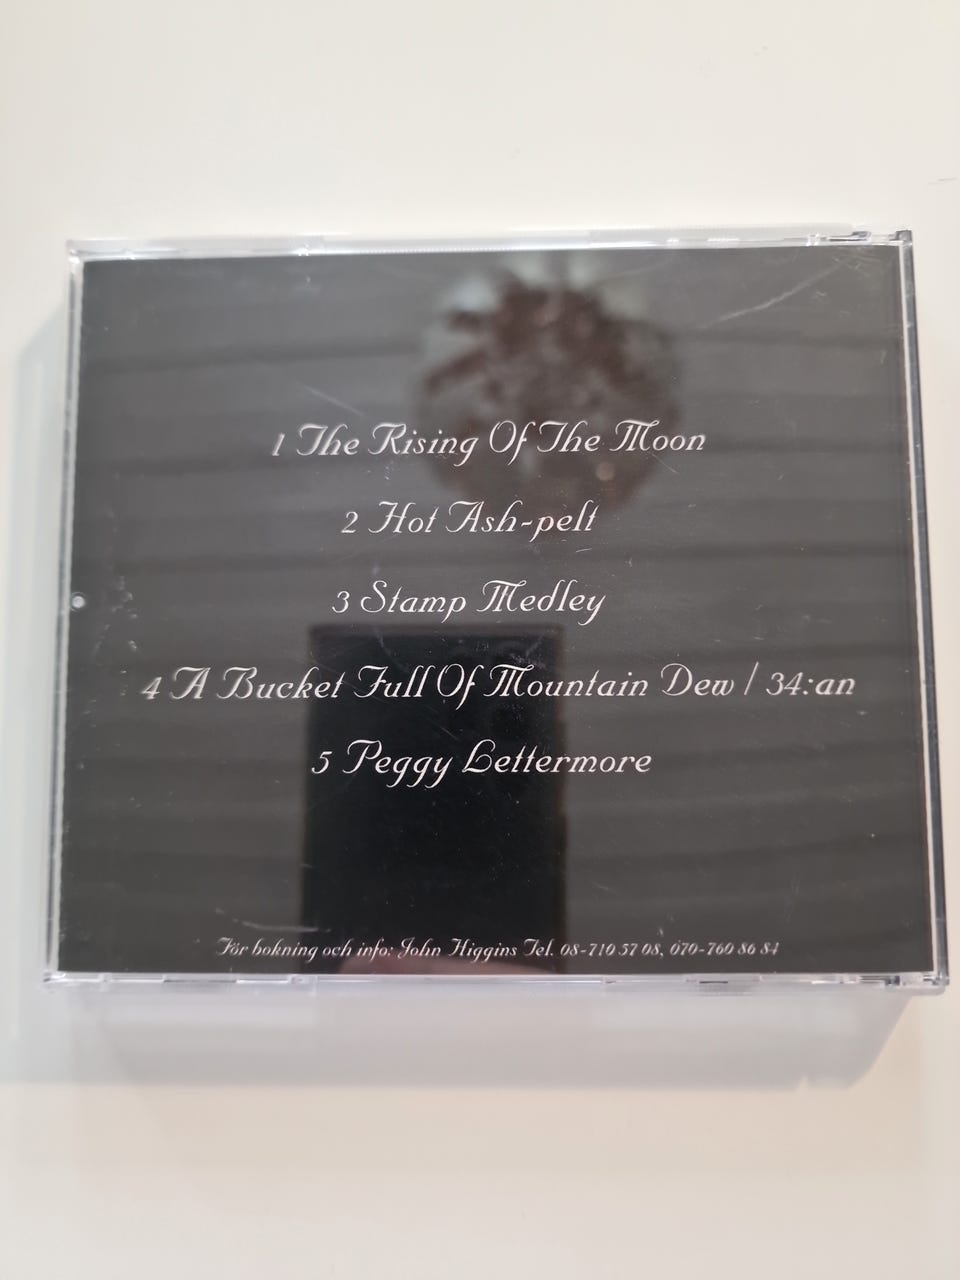 1 The Rising Of The Moon
2 Hot Ash-pelt
3 Stamp Medley
4 A Bucket Full Of Mountain Dew / 34:an
5 Peggy Lettermore
För bokning och info: John Higgins Tel. 08-710 57 08, 070-760 86 84